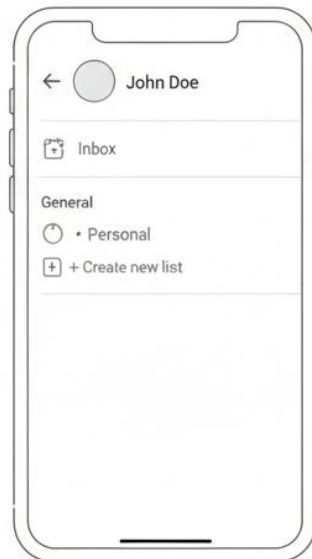 John Doe
Inbox
General
• Personal
+ Create new list